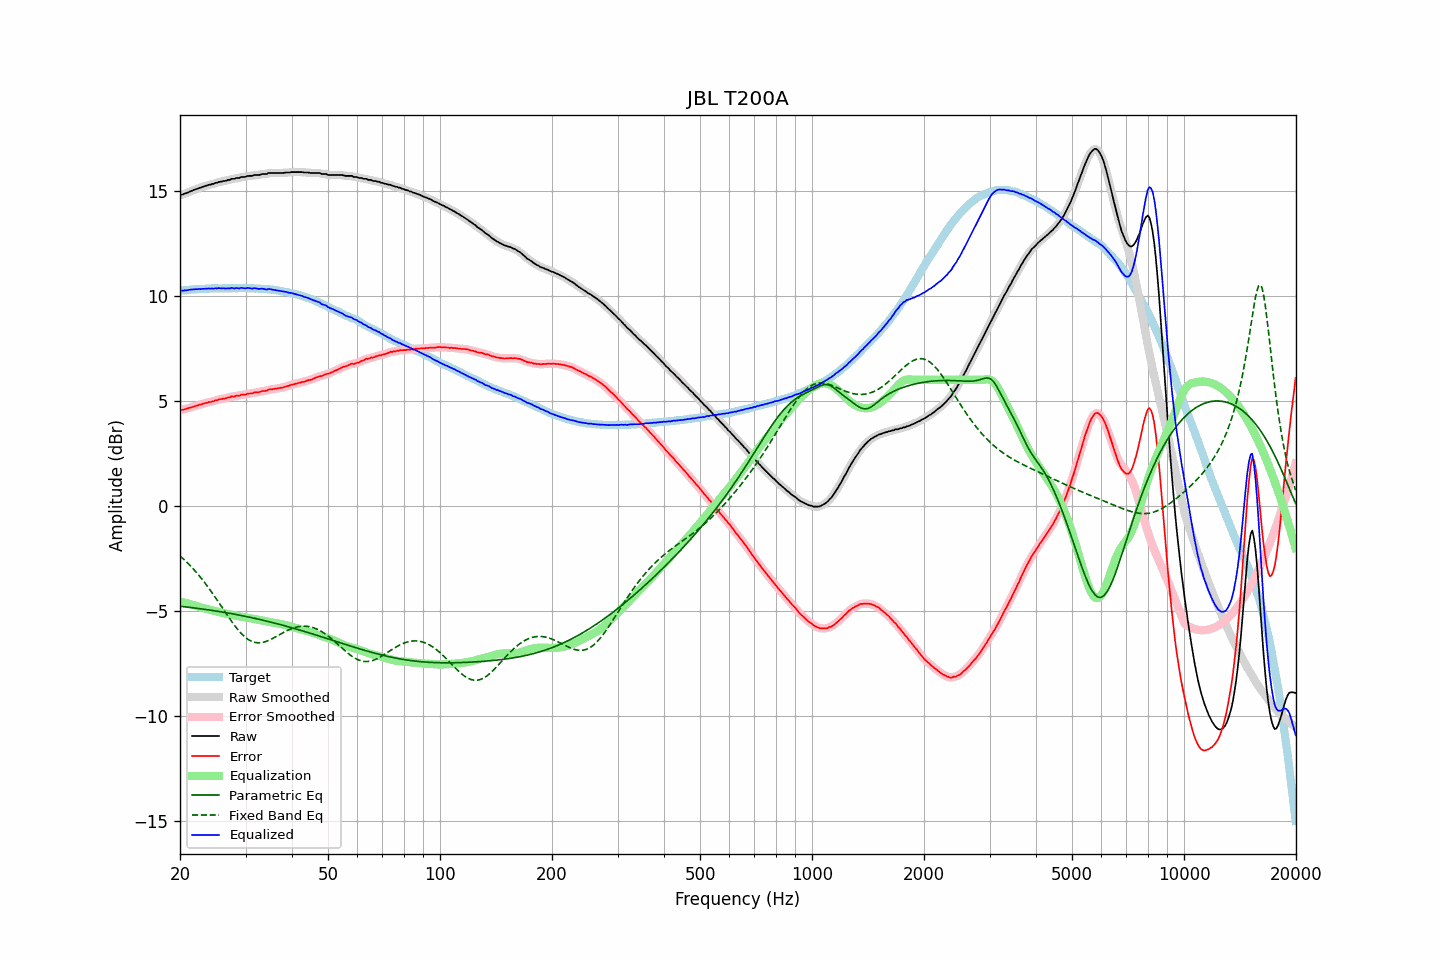 JBL T200A
Amplitude (dBr)
15
10
5
0
−5
−10
−15
Target
Raw Smoothed
Error Smoothed
Raw
Error
Equalization
Parametric Eq
Fixed Band Eq
Equalized
20 50 100 200 500 1000 2000 5000 10000 20000
Frequency (Hz)